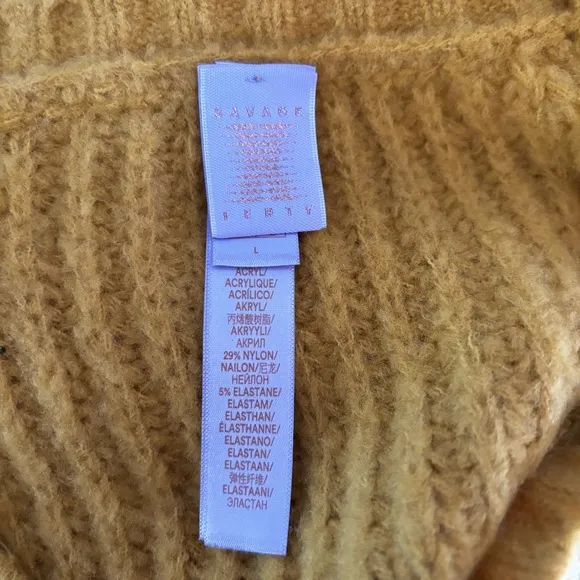 SAVAGE
FENTY
L
ACRYL/
ACRYLIQUE/
ACRÍLICO/
AKRYL/
丙烯酸树脂/
AKRYYLI/
АКРИЛ
29% NYLON/
NAILON/尼龙/
НЕЙЛОН
5% ELASTANE/
ELASTAM/
ELASTHAN/
ÉLASTHANNE/
ELASTANO/
ELASTAN/
ELASTAAN/
弹性纤维/
ELASTAANI/
ЭЛАСТАН